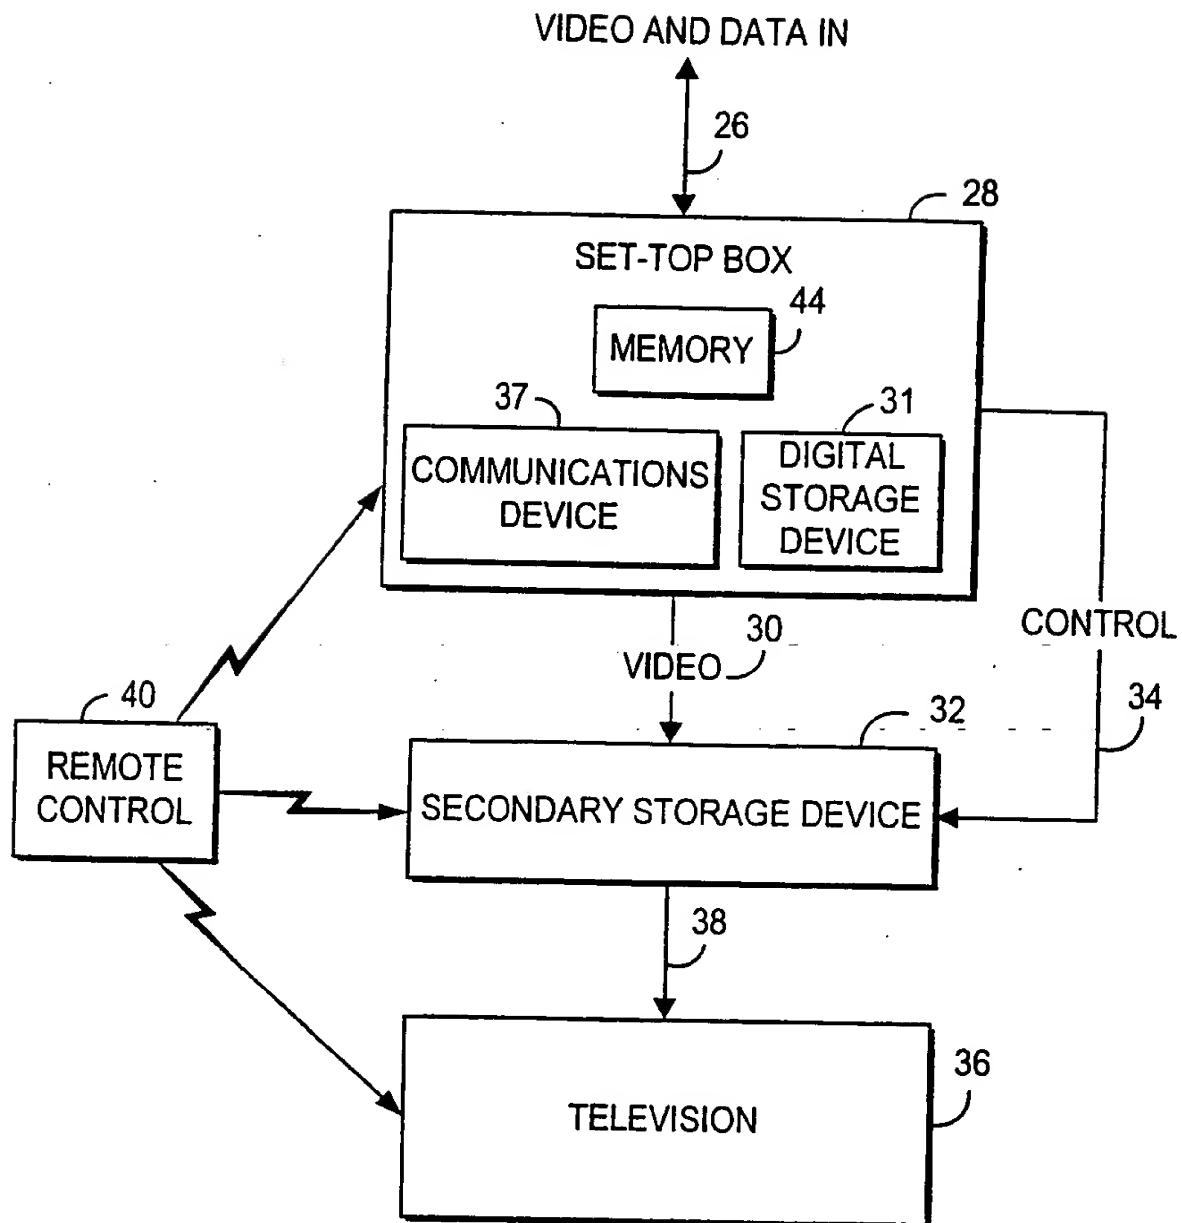 VIDEO AND DATA IN
26
28
SET-TOP BOX
44
MEMORY
37
31
COMMUNICATIONS
DEVICE
DIGITAL
STORAGE
DEVICE
CONTROL
30
VIDEO
34
40
32
REMOTE
CONTROL
SECONDARY STORAGE DEVICE
38
36
TELEVISION